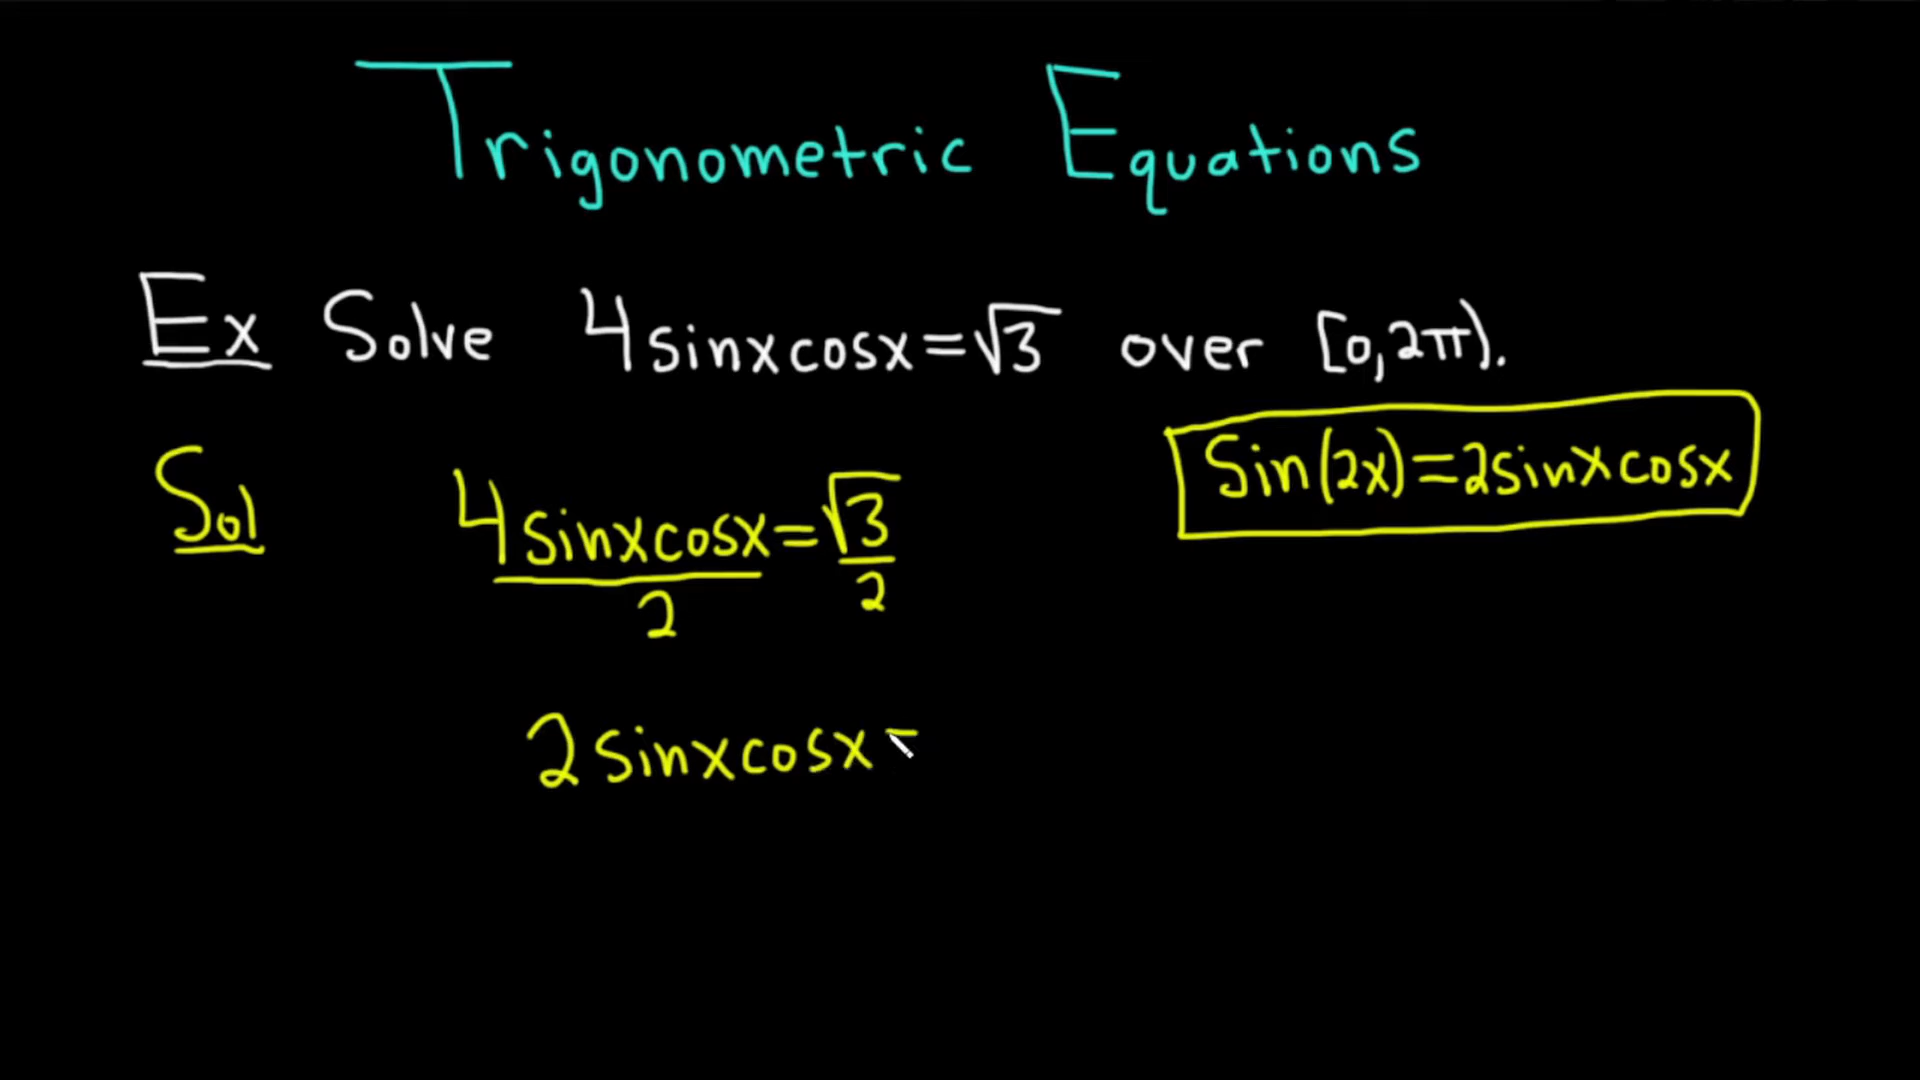 Trigonometric Equations
Ex Solve 4sinxcosx=√3 over [0,2π).
Sin(2x)=2sinxcosx
Sol 4sinxcosx/2=√3/2
2sinxcosx=